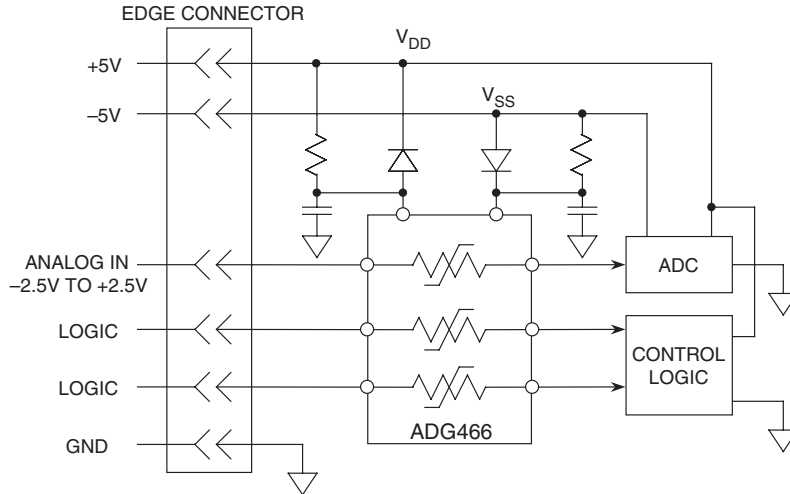 EDGE CONNECTOR
+5V
V_DD
–5V
V_SS
ANALOG IN
–2.5V TO +2.5V
ADC
LOGIC
CONTROL
LOGIC
LOGIC
GND
ADG466